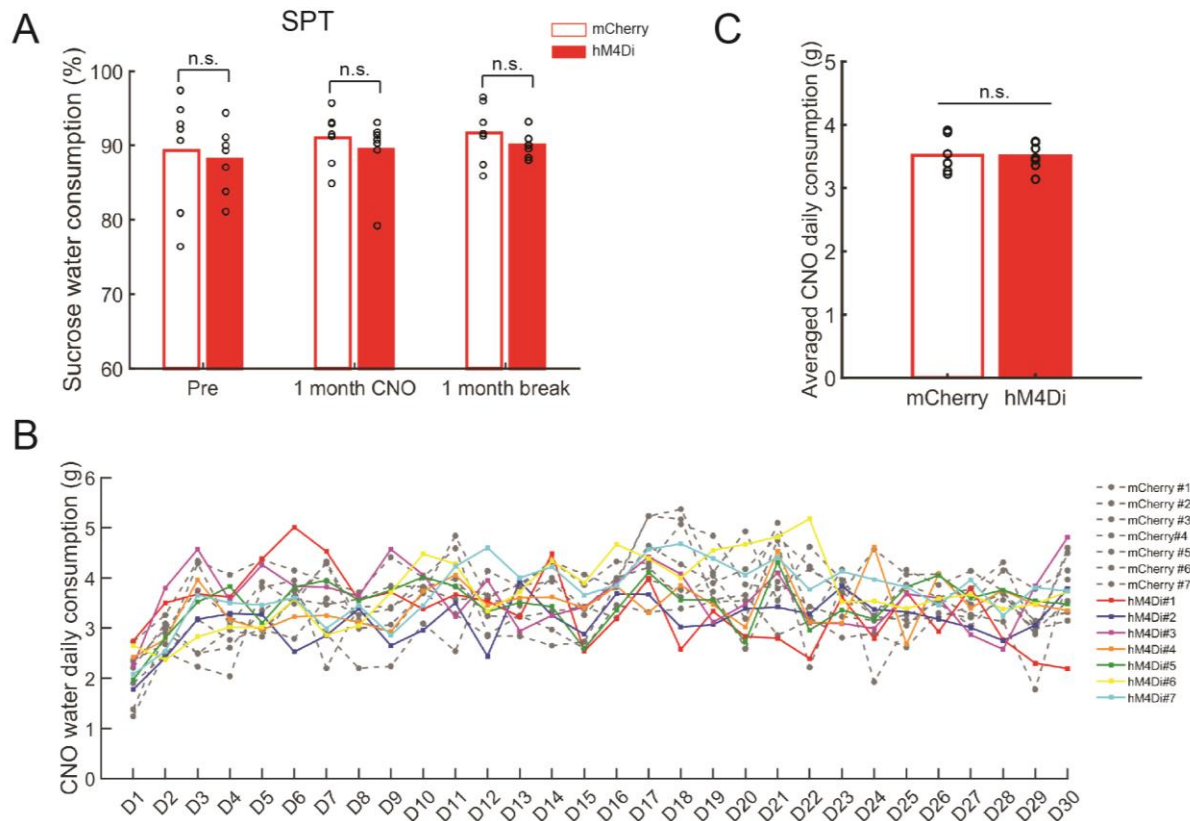 A
SPT
mCherry
hM4Di
Sucrose water consumption (%)
100
90
80
70
60
n.s.
n.s.
n.s.
Pre
1 month CNO
1 month break
C
Averaged CNO daily consumption (g)
5
4
3
2
1
0
n.s.
mCherry
hM4Di
B
CNO water daily consumption (g)
6
5
4
3
2
1
0
D1
D2
D3
D4
D5
D6
D7
D8
D9
D10
D11
D12
D13
D14
D15
D16
D17
D18
D19
D20
D21
D22
D23
D24
D25
D26
D27
D28
D29
D30
mCherry #1
mCherry #2
mCherry #3
mCherry#4
mCherry #5
mCherry #6
mCherry #7
hM4Di#1
hM4Di#2
hM4Di#3
hM4Di#4
hM4Di#5
hM4Di#6
hM4Di#7